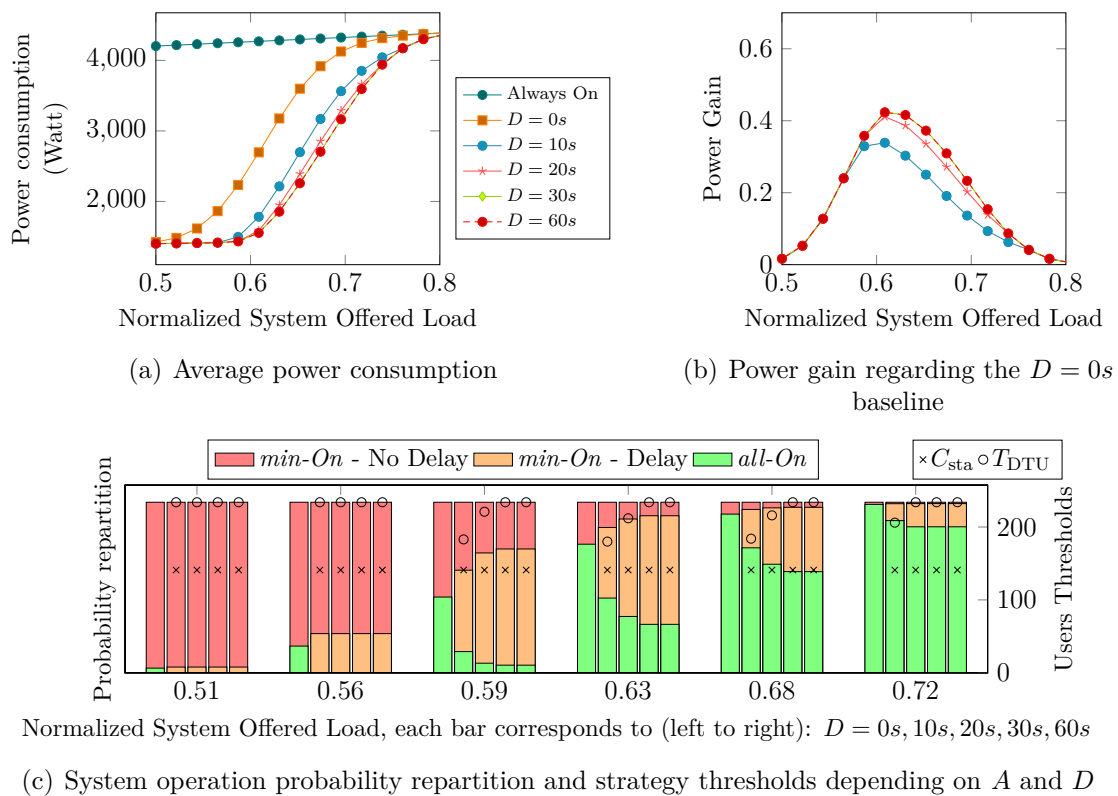 4,000
3,000
2,000
Power consumption
(Watt)
0.5 0.6 0.7 0.8
Normalized System Offered Load
Always On
D = 0s
D = 10s
D = 20s
D = 30s
D = 60s
(a) Average power consumption
0.6
0.4
0.2
0
Power Gain
0.5 0.6 0.7 0.8
Normalized System Offered Load
(b) Power gain regarding the D = 0s
baseline
min-On - No Delay min-On - Delay all-On
× C_sta ○ T_DTU
Probability repartition
200
100
0
Users Thresholds
0.51 0.56 0.59 0.63 0.68 0.72
Normalized System Offered Load, each bar corresponds to (left to right): D = 0s, 10s, 20s, 30s, 60s
(c) System operation probability repartition and strategy thresholds depending on A and D